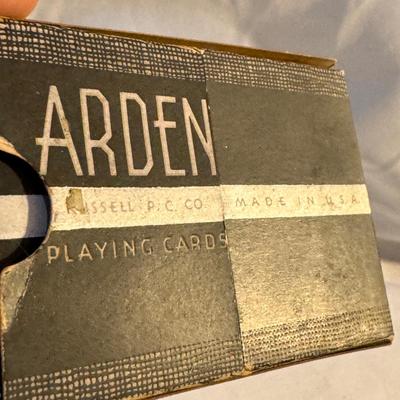 ARDEN
RUSSELL P.C. CO. MADE IN U.S.A.
PLAYING CARDS